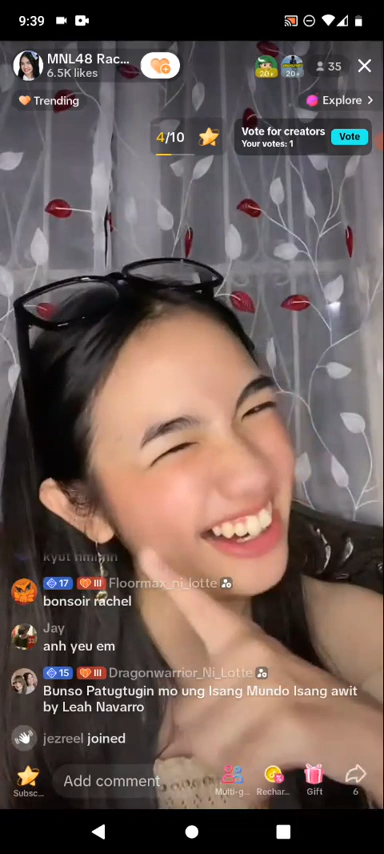 9:39
MNL48 Rac...
6.5K likes
20+
20+
35
Trending
Explore >
4/10
Vote for creators
Your votes: 1
Vote
17
III
Floormax_ni_lotte
bonsoir rachel
Jay
anh yeu em
15
III
Dragonwarrior_Ni_Lotte
Bunso Patugtugin mo ung Isang Mundo Isang awit
by Leah Navarro
jezreel joined
Subsc...
Add comment
Multi-g...
Rechar...
Gift
6